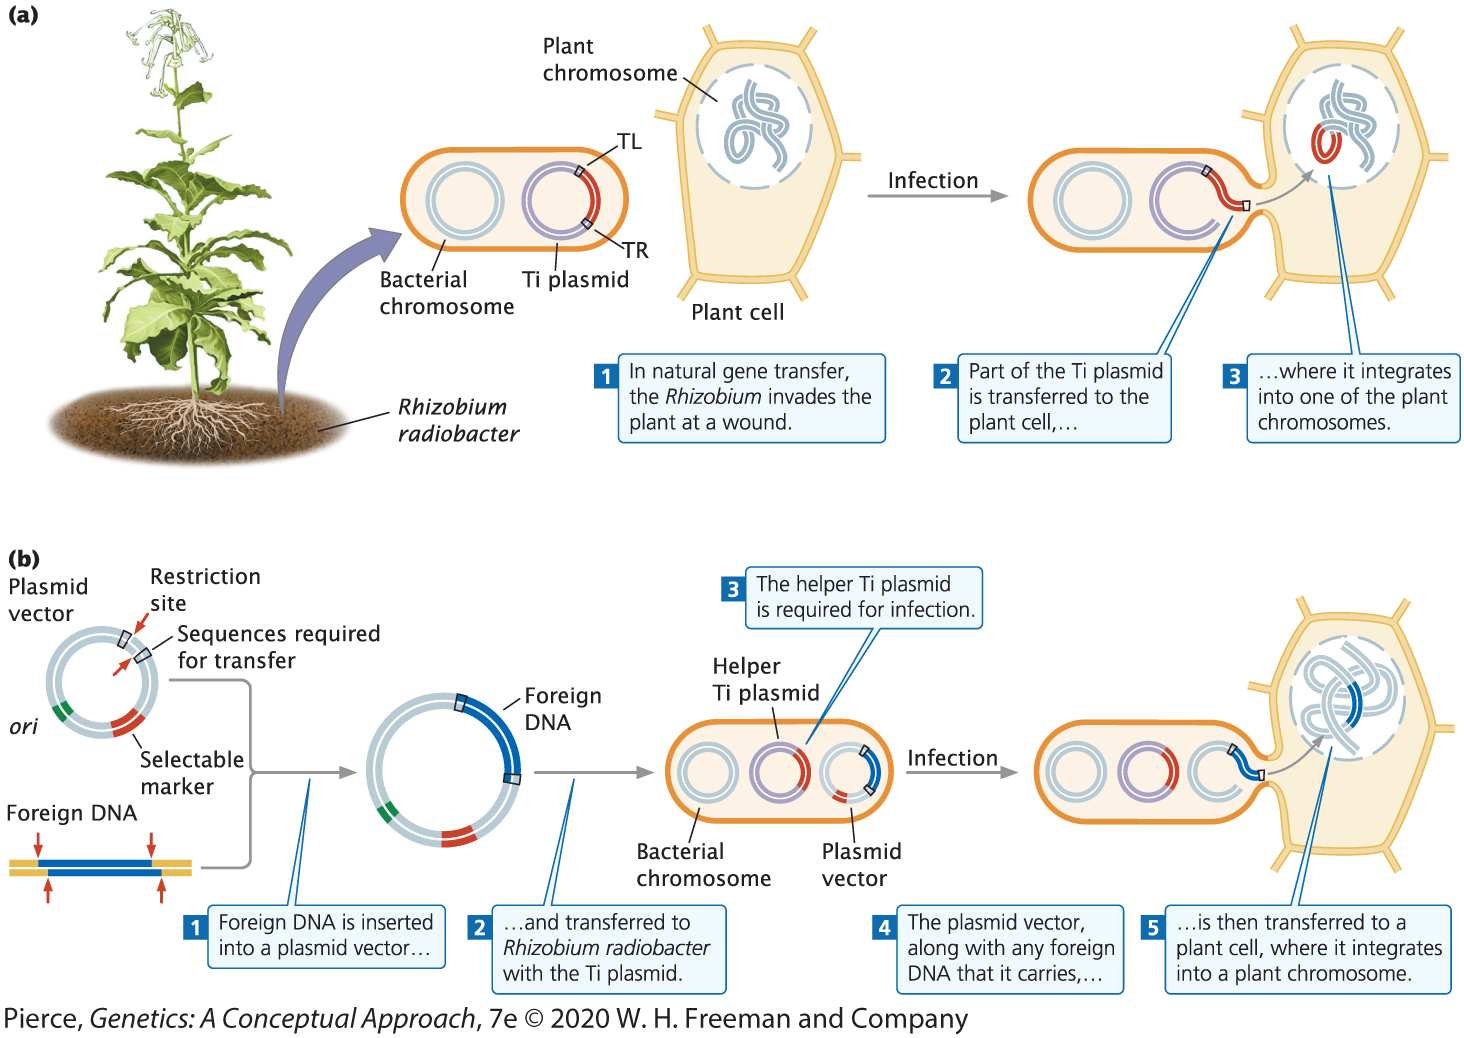 (a)
Plant
chromosome
TL
TR
Bacterial
chromosome
Ti plasmid
Plant cell
Infection
Rhizobium
radiobacter
1 In natural gene transfer,
the Rhizobium invades the
plant at a wound.
2 Part of the Ti plasmid
is transferred to the
plant cell,…
3 …where it integrates
into one of the plant
chromosomes.
(b)
Plasmid
vector
Restriction
site
Sequences required
for transfer
ori
Selectable
marker
Foreign DNA
Foreign
DNA
3 The helper Ti plasmid
is required for infection.
Helper
Ti plasmid
Infection
Bacterial
chromosome
Plasmid
vector
1 Foreign DNA is inserted
into a plasmid vector…
2 …and transferred to
Rhizobium radiobacter
with the Ti plasmid.
4 The plasmid vector,
along with any foreign
DNA that it carries,…
5 …is then transferred to a
plant cell, where it integrates
into a plant chromosome.
Pierce, Genetics: A Conceptual Approach, 7e © 2020 W. H. Freeman and Company